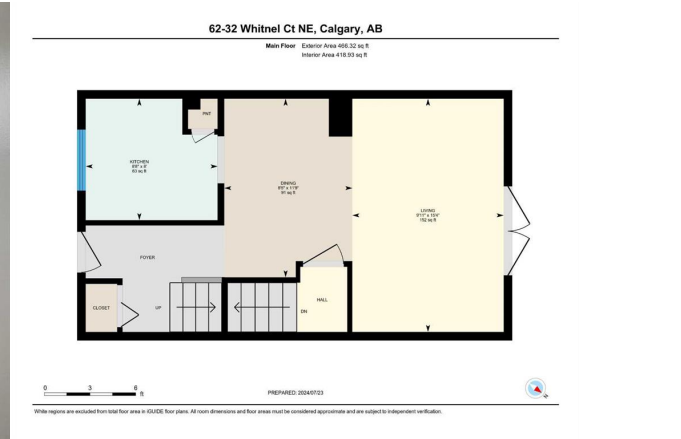 62-32 Whitnel Ct NE, Calgary, AB
Main Floor Exterior Area 466.32 sq ft
Interior Area 418.93 sq ft
PNT
KITCHEN
8'8" x 8'
63 sq ft
DINING
11'9"
91 sq ft
LIVING
9'11" x 15'4"
152 sq ft
FOYER
CLOSET
UP
DN
HALL
0 3 6 ft
PREPARED: 2024/07/23
N
White regions are excluded from total floor area in iGUIDE floor plans. All room dimensions and floor areas must be considered approximate and are subject to independent verification.